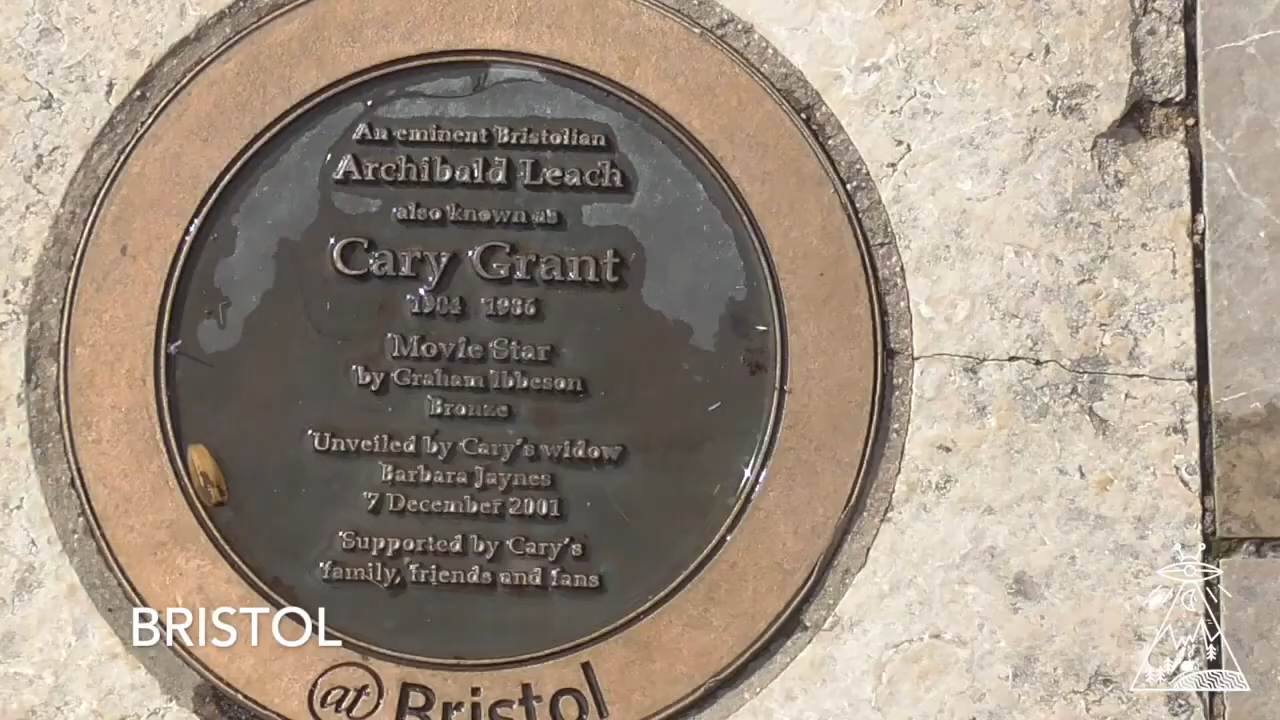 An eminent Bristolian
Archibald Leach
also known as
Cary Grant
1904 1986
Movie Star
by Graham Ibbeson
Bronze
Unveiled by Cary's widow
Barbara Jaynes
7 December 2001
Supported by Cary's
family, friends and fans
BRISTOL
at Bristol